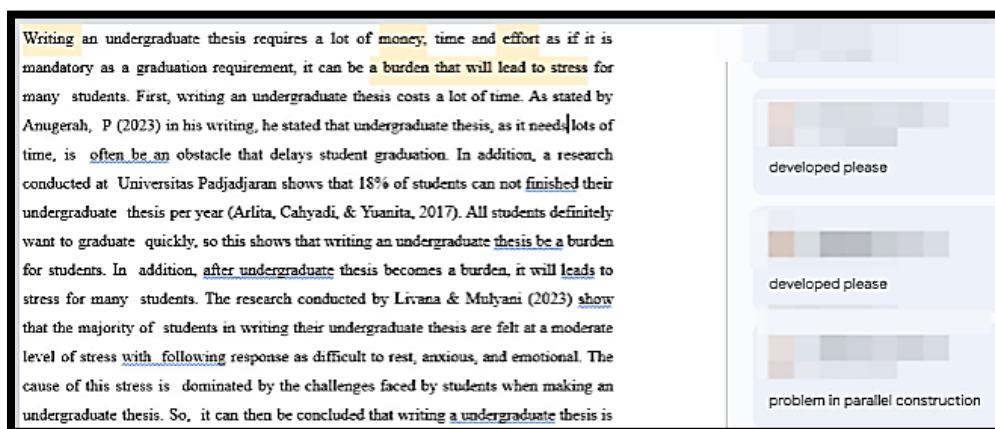 Writing an undergraduate thesis requires a lot of money, time and effort as if it is
mandatory as a graduation requirement, it can be a burden that will lead to stress for
many students. First, writing an undergraduate thesis costs a lot of time. As stated by
Anugerah, P (2023) in his writing, he stated that undergraduate thesis, as it needs lots of
time, is often be an obstacle that delays student graduation. In addition, a research
conducted at Universitas Padjadjaran shows that 18% of students can not finished their
undergraduate thesis per year (Arlita, Cahyadi, & Yuanita, 2017). All students definitely
want to graduate quickly, so this shows that writing an undergraduate thesis be a burden
for students. In addition, after undergraduate thesis becomes a burden, it will leads to
stress for many students. The research conducted by Livana & Mulyani (2023) show
that the majority of students in writing their undergraduate thesis are felt at a moderate
level of stress with following response as difficult to rest, anxious, and emotional. The
cause of this stress is dominated by the challenges faced by students when making an
undergraduate thesis. So, it can then be concluded that writing a undergraduate thesis is
developed please
developed please
problem in parallel construction